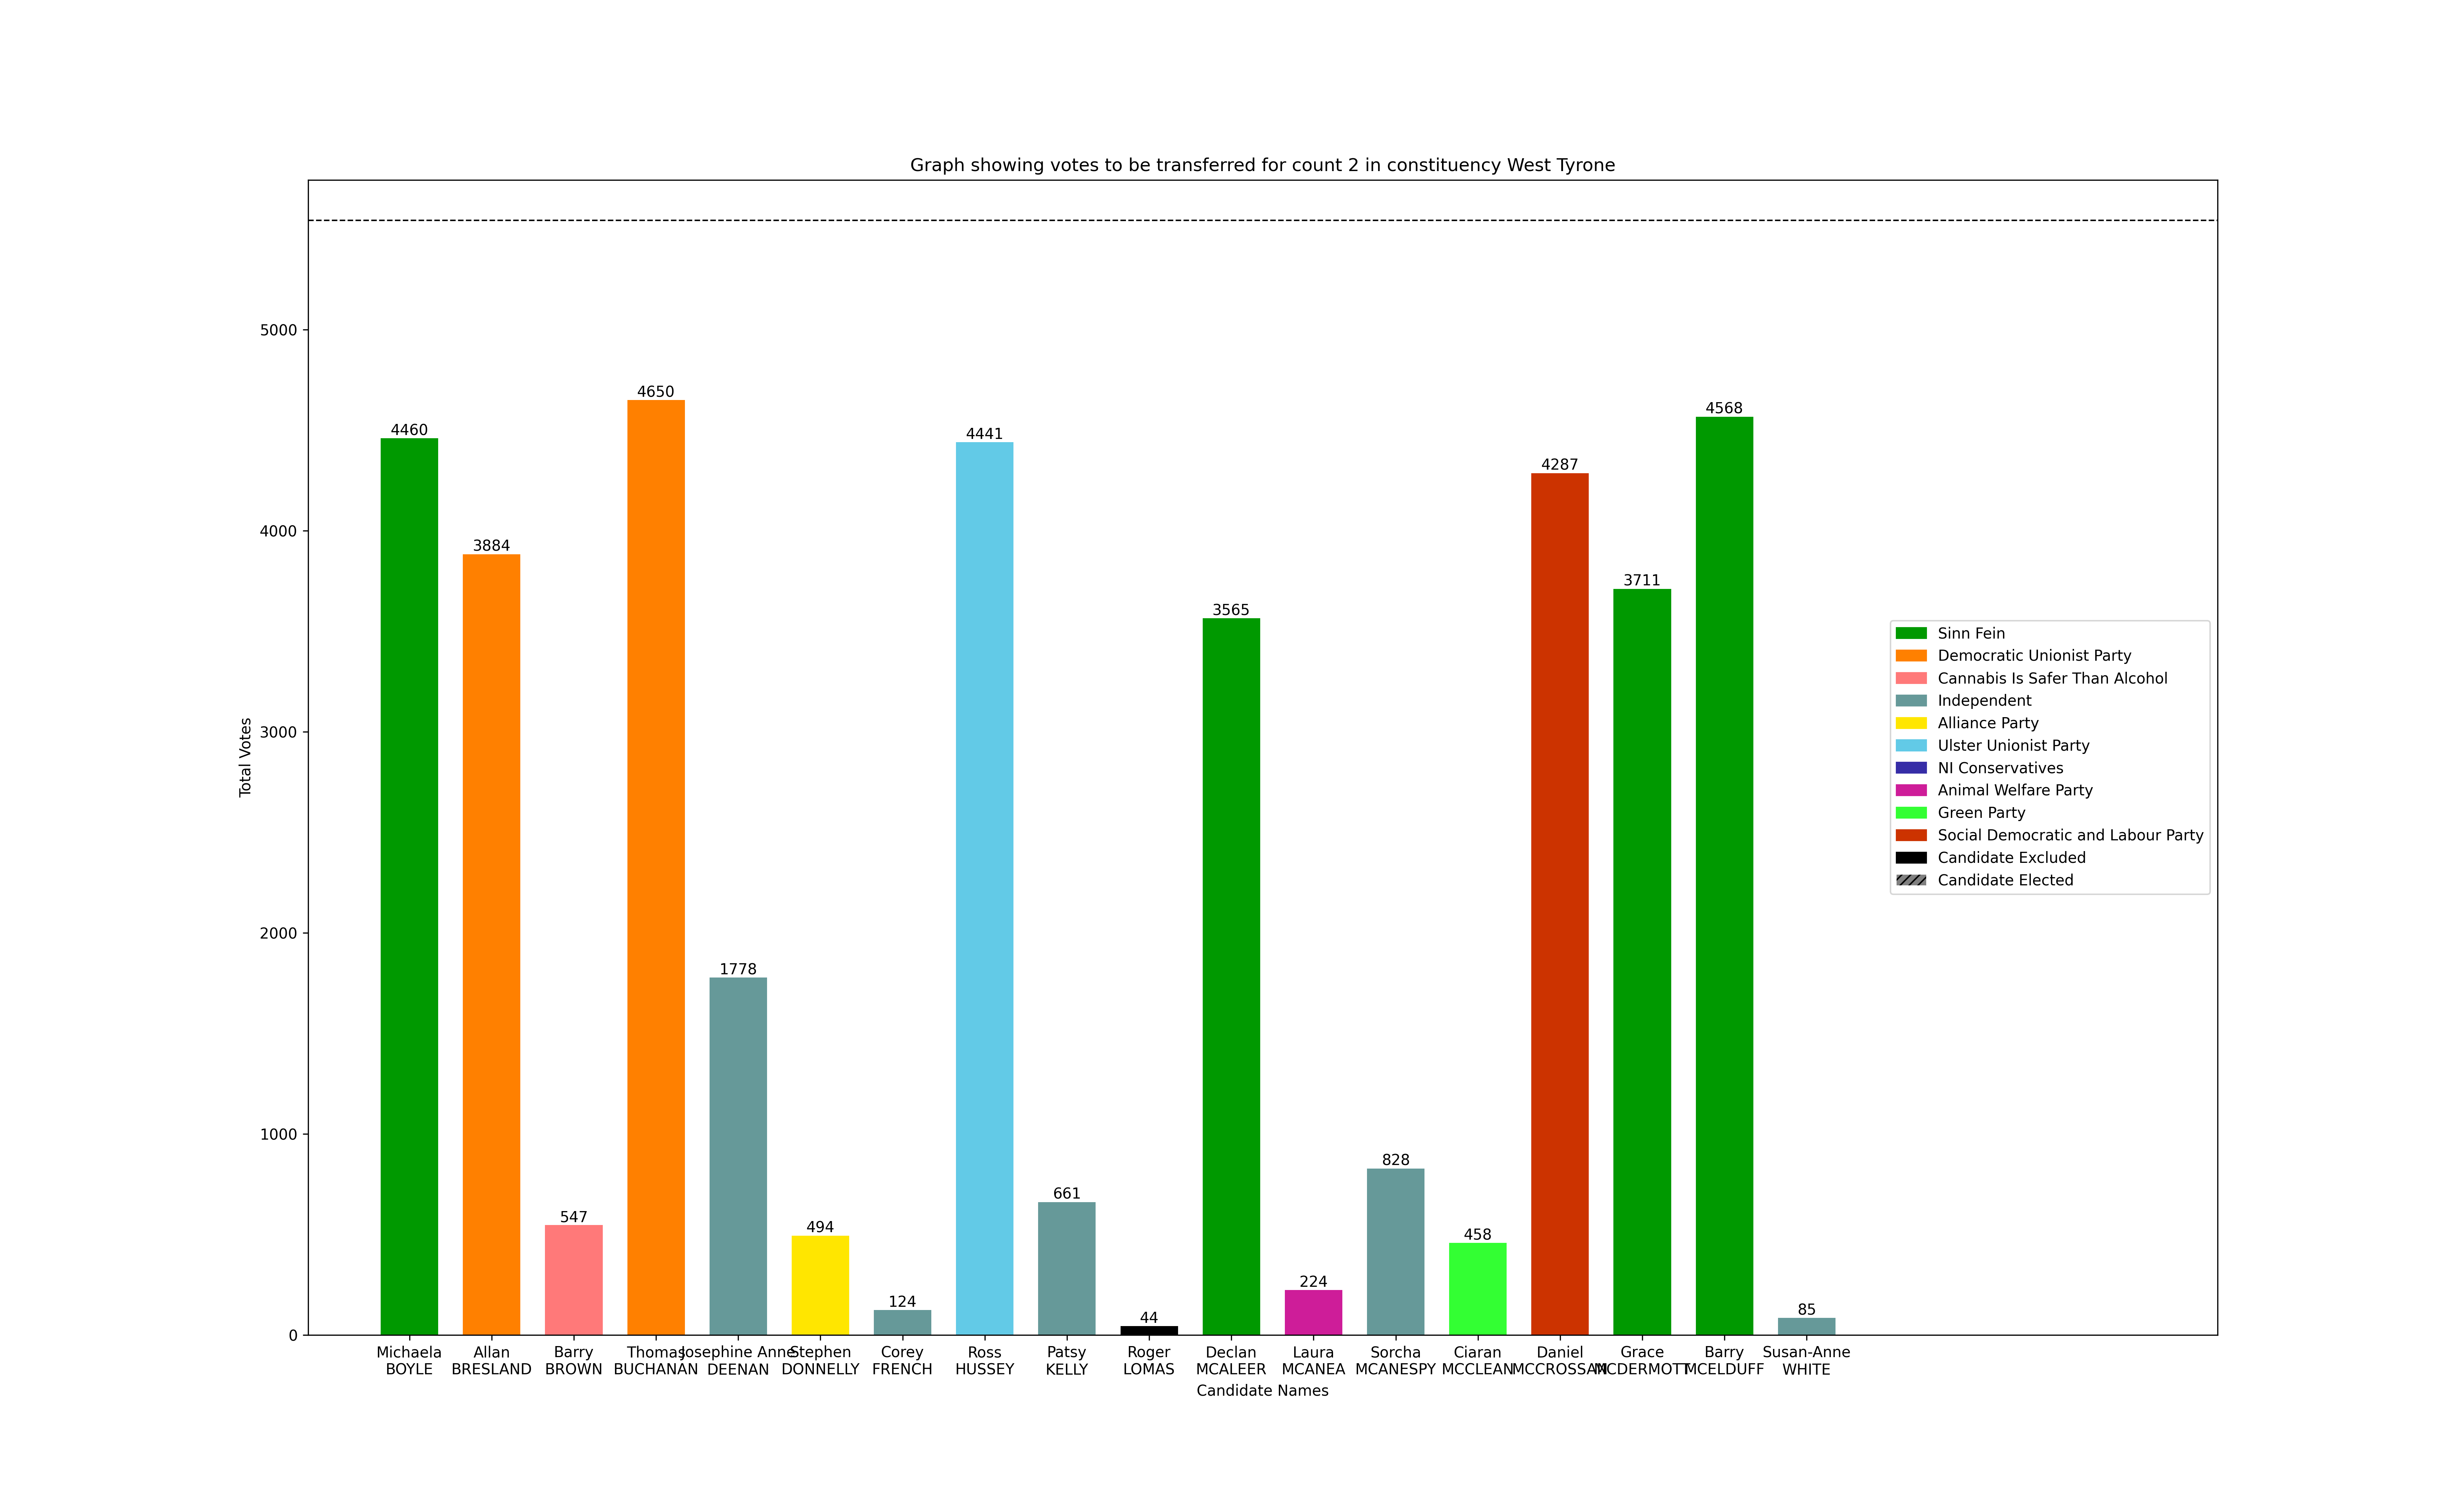 Graph showing votes to be transferred for count 2 in constituency West Tyrone
Total Votes
5000
4000
3000
2000
1000
0
4460
3884
547
4650
1778
494
124
4441
661
44
3565
224
828
458
4287
3711
4568
85
Sinn Fein
Democratic Unionist Party
Cannabis Is Safer Than Alcohol
Independent
Alliance Party
Ulster Unionist Party
NI Conservatives
Animal Welfare Party
Green Party
Social Democratic and Labour Party
Candidate Excluded
Candidate Elected
Michaela
BOYLE
Allan
BRESLAND
Barry
BROWN
Thomas
BUCHANAN
Josephine Anne
DEENAN
Stephen
DONNELLY
Corey
FRENCH
Ross
HUSSEY
Patsy
KELLY
Roger
LOMAS
Declan
MCALEER
Laura
MCANEA
Sorcha
MCANESPY
Ciaran
MCCLEAN
Daniel
MCCROSSAN
Grace
MCDERMOTT
Barry
MCELDUFF
Susan-Anne
WHITE
Candidate Names